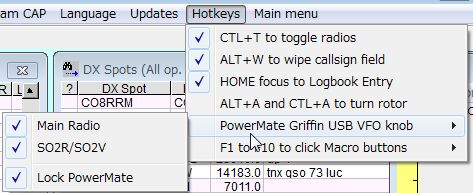 am CAP Language Updates Hotkeys Main menu
CTL+T to toggle radios
ALT+W to wipe callsign field
HOME focus to Logbook Entry
ALT+A and CTL+A to turn rotor
PowerMate Griffin USB VFO knob
F1 to F10 to click Macro buttons
Main Radio
SO2R/SO2V
Lock PowerMate
DX Spots (All op.
? DX Spot
CO8RRM
14183.0 tnx qso 73 luc
7011.0